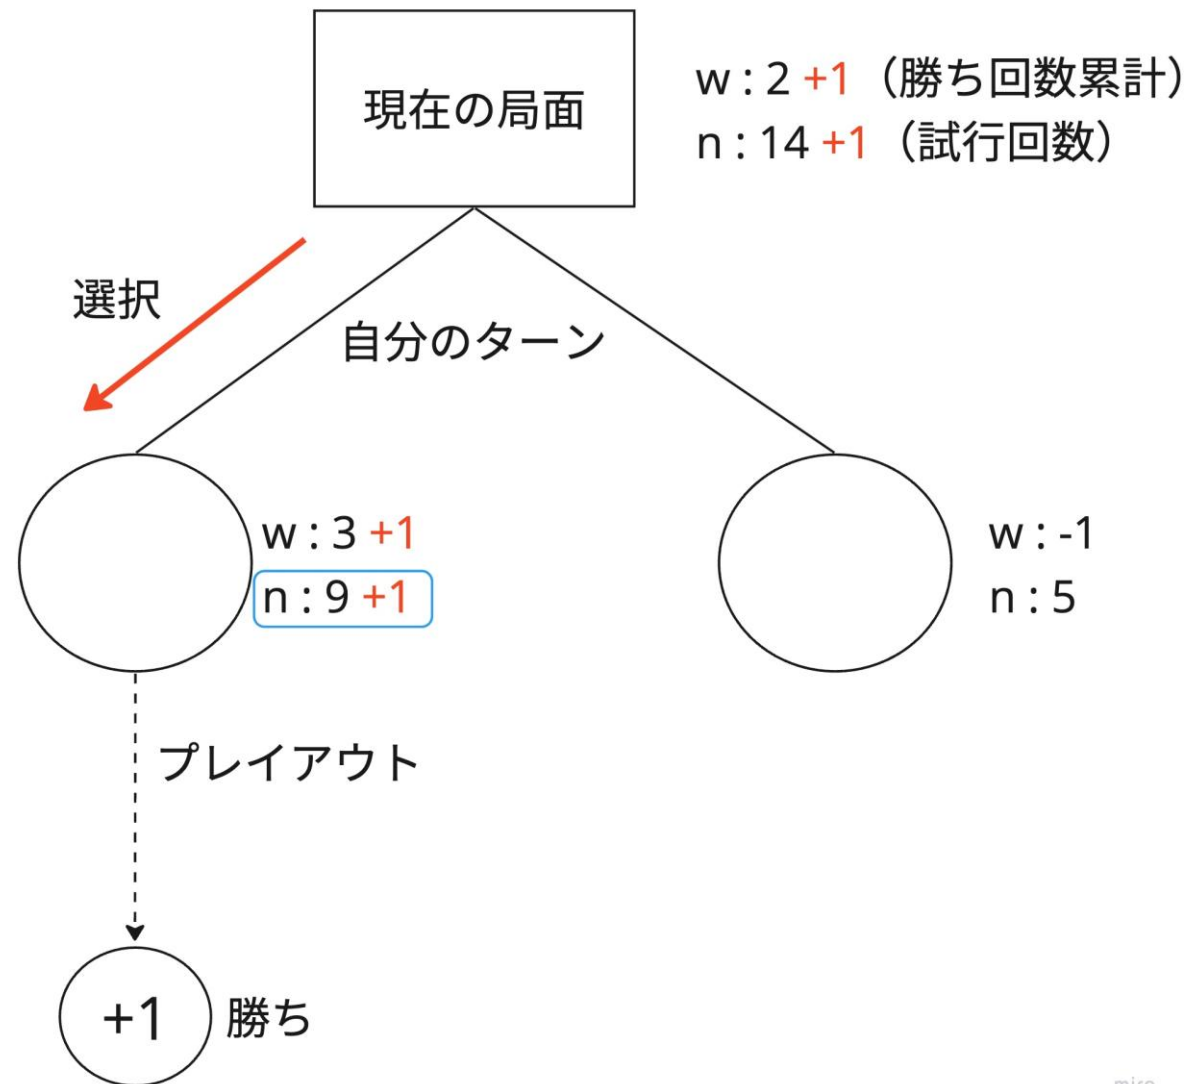 現在の局面
w : 2 +1（勝ち回数累計）
n : 14 +1（試行回数）
選択
自分のターン
w : 3 +1
n : 9 +1
w : -1
n : 5
プレイアウト
+1
勝ち
miro